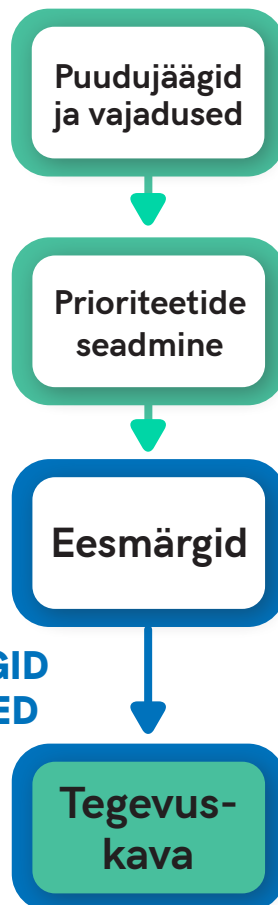 Puudujäägid
ja vajadused
Prioriteetide
seadmine
Eesmärgid
Tegevus-
kava